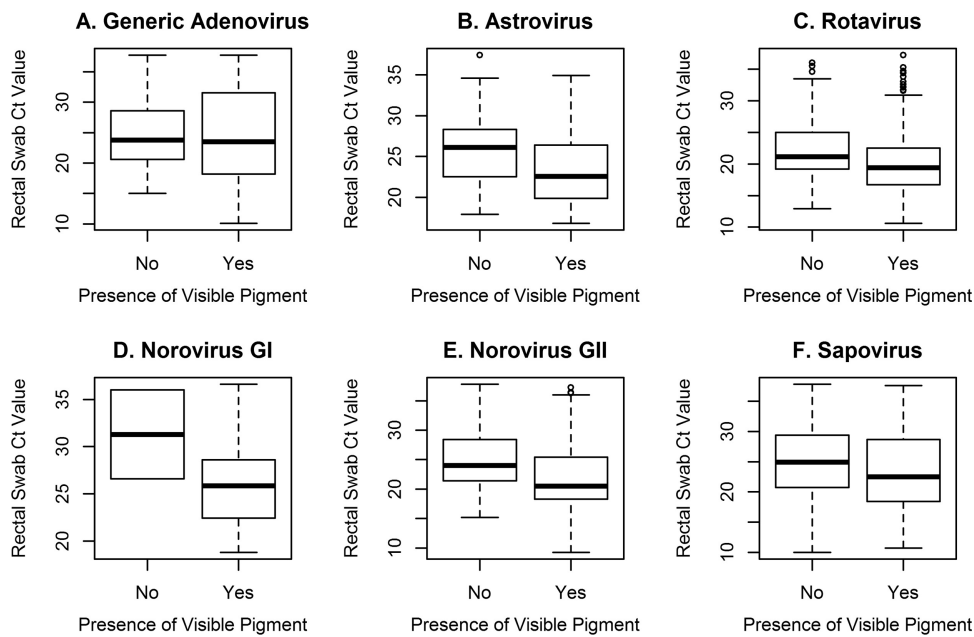 A. Generic Adenovirus
Rectal Swab Ct Value
30
20
10
No Yes
Presence of Visible Pigment
B. Astrovirus
Rectal Swab Ct Value
35
30
25
20
No Yes
Presence of Visible Pigment
C. Rotavirus
Rectal Swab Ct Value
30
20
10
No Yes
Presence of Visible Pigment
D. Norovirus GI
Rectal Swab Ct Value
35
30
25
20
No Yes
Presence of Visible Pigment
E. Norovirus GII
Rectal Swab Ct Value
30
20
10
No Yes
Presence of Visible Pigment
F. Sapovirus
Rectal Swab Ct Value
30
20
10
No Yes
Presence of Visible Pigment